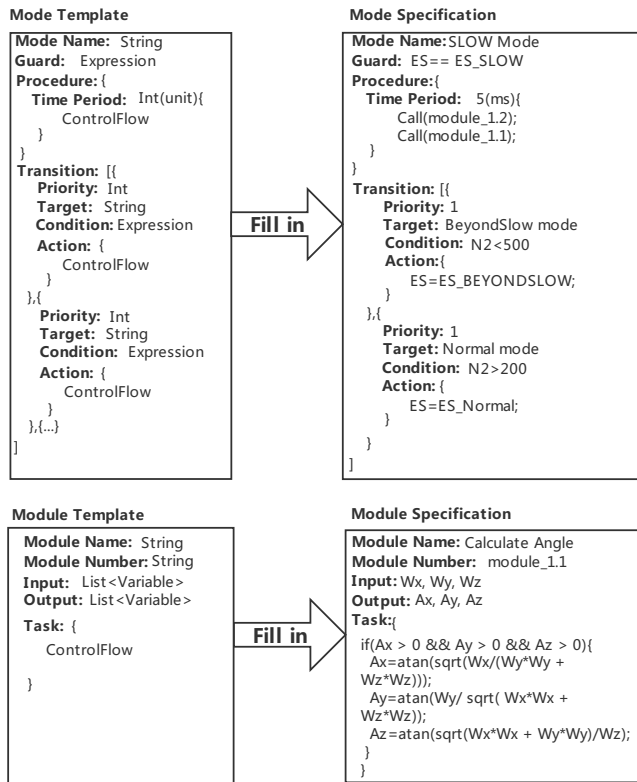 Mode Template
Mode Name: String
Guard: Expression
Procedure: {
Time Period: Int(unit){
ControlFlow
}
}
Transition: [{
Priority: Int
Target: String
Condition: Expression
Action: {
ControlFlow
}
},{
Priority: Int
Target: String
Condition: Expression
Action: {
ControlFlow
}
},{...}
]
Fill in
Mode Specification
Mode Name:SLOW Mode
Guard: ES== ES_SLOW
Procedure:{
Time Period: 5(ms){
Call(module_1.2);
Call(module_1.1);
}
}
Transition: [{
Priority: 1
Target: BeyondSlow mode
Condition: N2<500
Action:{
ES=ES_BEYONDSLOW;
}
},{
Priority: 1
Target: Normal mode
Condition: N2>200
Action: {
ES=ES_Normal;
}
}
]
Module Template
Module Name: String
Module Number: String
Input: List<Variable>
Output: List<Variable>
Task: {
ControlFlow
}
Fill in
Module Specification
Module Name: Calculate Angle
Module Number: module_1.1
Input: Wx, Wy, Wz
Output: Ax, Ay, Az
Task:{
if(Ax > 0 && Ay > 0 && Az > 0){
Ax=atan(sqrt(Wx/(Wy*Wy +
Wz*Wz)));
Ay=atan(Wy/ sqrt( Wx*Wx +
Wz*Wz));
Az=atan(sqrt(Wx*Wx + Wy*Wy)/Wz);
}
}